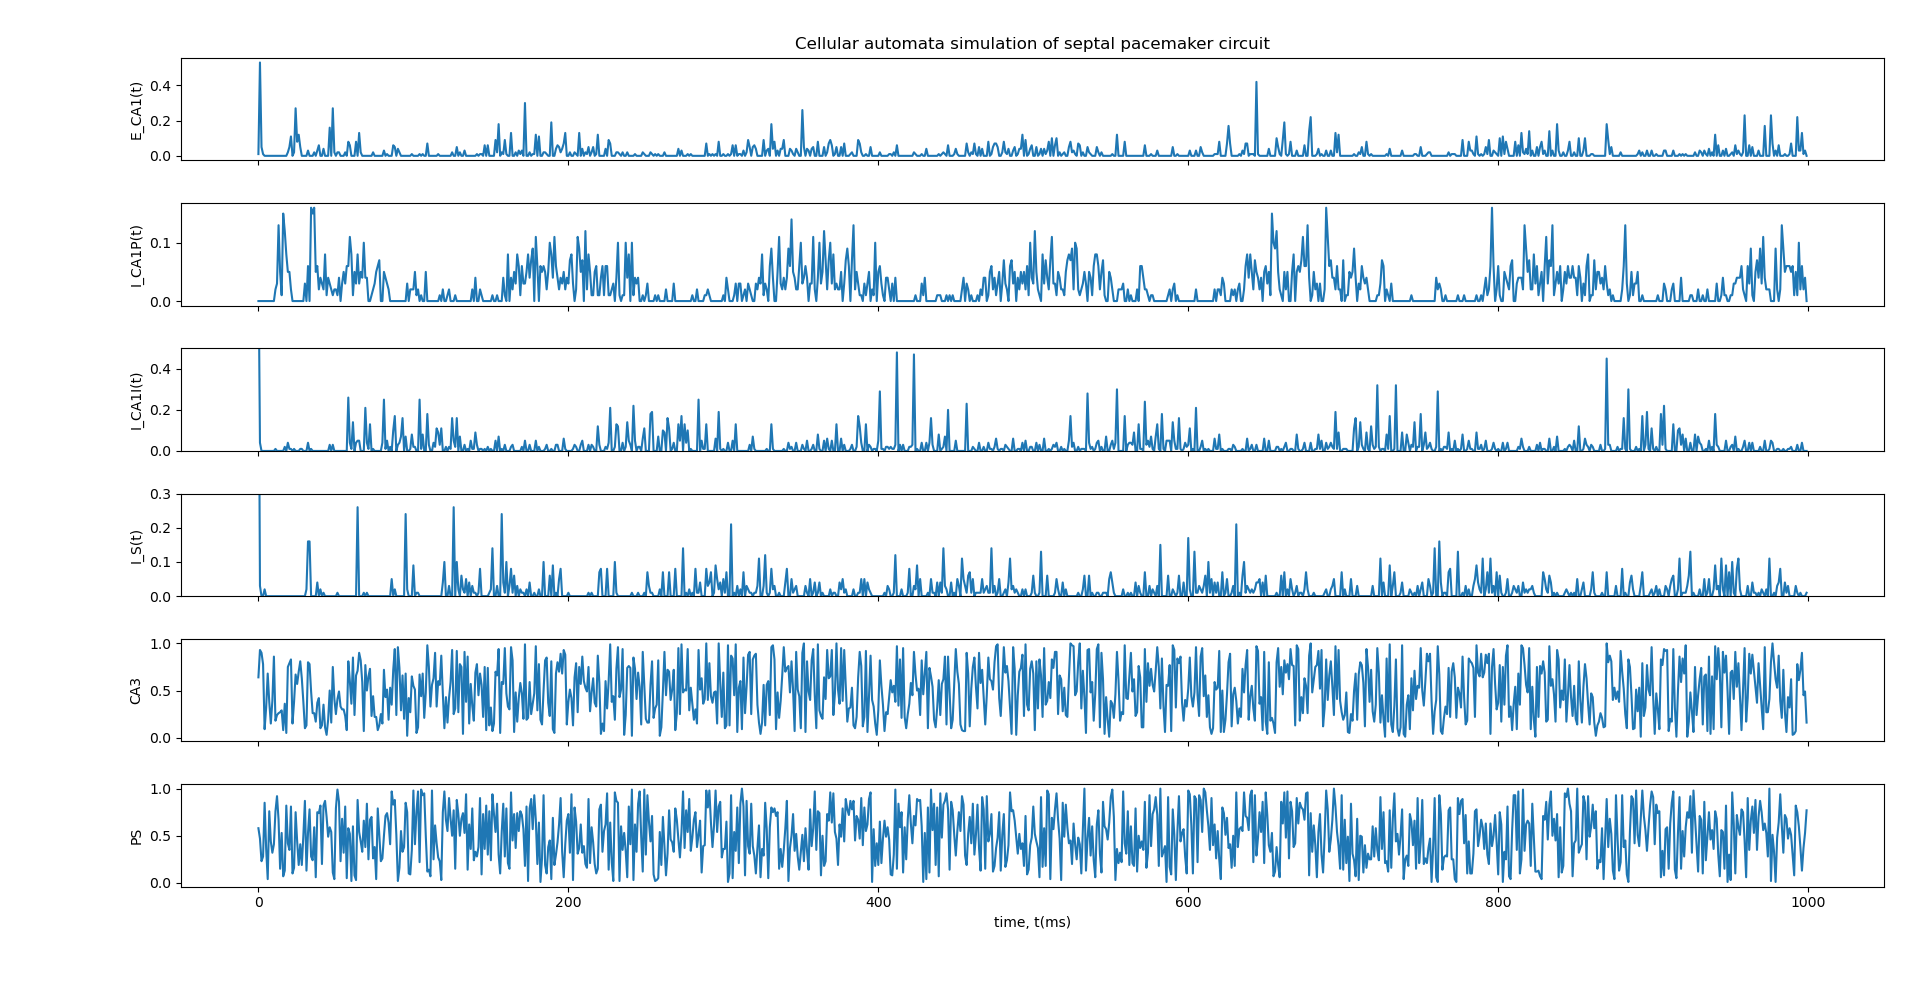 Cellular automata simulation of septal pacemaker circuit
E_CA1(t)
0.4
0.2
0.0
I_CA1P(t)
0.1
0.0
I_CA1I(t)
0.4
0.2
0.0
I_S(t)
0.3
0.2
0.1
0.0
CA3
1.0
0.5
0.0
PS
1.0
0.5
0.0
0 200 400 600 800 1000
time, t(ms)